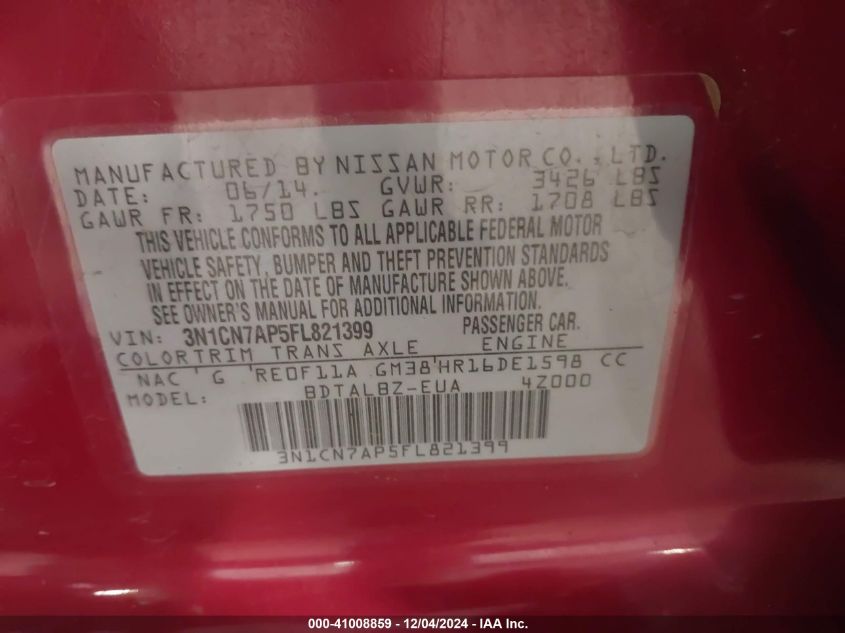 MANUFACTURED BY NISSAN MOTOR CO., LTD.
DATE: 06/14. GVWR: 3426 LBS
GAWR FR: 1750 LBS GAWR RR: 1708 LBS
THIS VEHICLE CONFORMS TO ALL APPLICABLE FEDERAL MOTOR
VEHICLE SAFETY, BUMPER AND THEFT PREVENTION STANDARDS
IN EFFECT ON THE DATE OF MANUFACTURE SHOWN ABOVE.
SEE OWNER'S MANUAL FOR ADDITIONAL INFORMATION.
VIN: 3N1CN7AP5FL821399 PASSENGER CAR.
COLOR TRIM TRANS AXLE ENGINE
NAC G RE0F11A GM38 HR16DE1598 CC
MODEL: BDTALBZ-EUA 4Z000
3N1CN7AP5FL821399
000-41008859 - 12/04/2024 - IAA Inc.